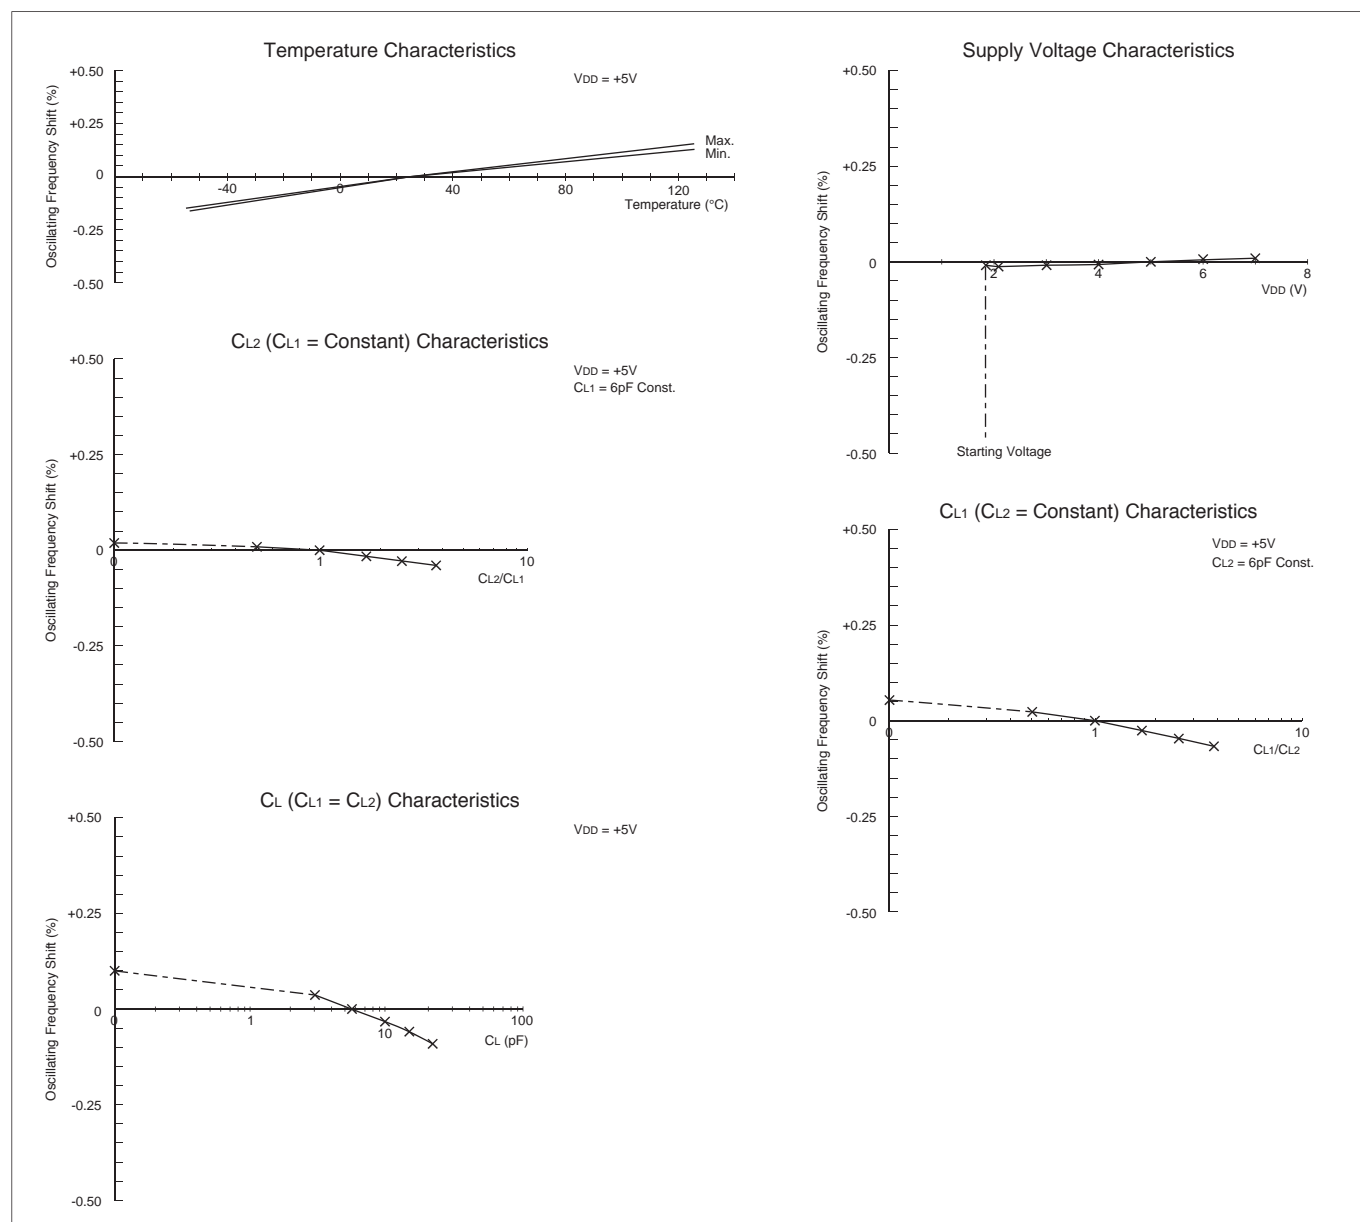 Temperature Characteristics
VDD = +5V
Oscillating Frequency Shift (%)
+0.50
+0.25
0
-0.25
-0.50
-40
0
40
80
120
Max.
Min.
Temperature (°C)
Supply Voltage Characteristics
Oscillating Frequency Shift (%)
+0.50
+0.25
0
-0.25
-0.50
2
4
6
8
VDD (V)
Starting Voltage
CL2 (CL1 = Constant) Characteristics
VDD = +5V
CL1 = 6pF Const.
Oscillating Frequency Shift (%)
+0.50
+0.25
0
-0.25
-0.50
0
1
10
CL2/CL1
CL1 (CL2 = Constant) Characteristics
VDD = +5V
CL2 = 6pF Const.
Oscillating Frequency Shift (%)
+0.50
+0.25
0
-0.25
-0.50
0
1
10
CL1/CL2
CL (CL1 = CL2) Characteristics
VDD = +5V
Oscillating Frequency Shift (%)
+0.50
+0.25
0
-0.25
-0.50
0
1
10
100
CL (pF)